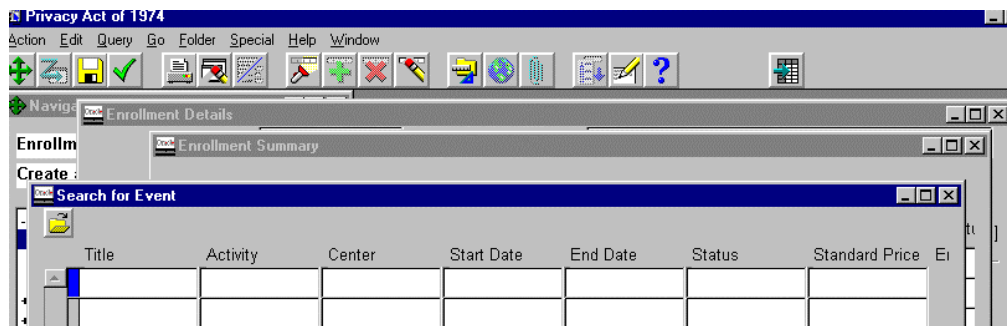 Privacy Act of 1974
Action Edit Query Go Folder Special Help Window
Enrollment Details
Enrollm
Enrollment Summary
Create
Search for Event
Title Activity Center Start Date End Date Status Standard Price